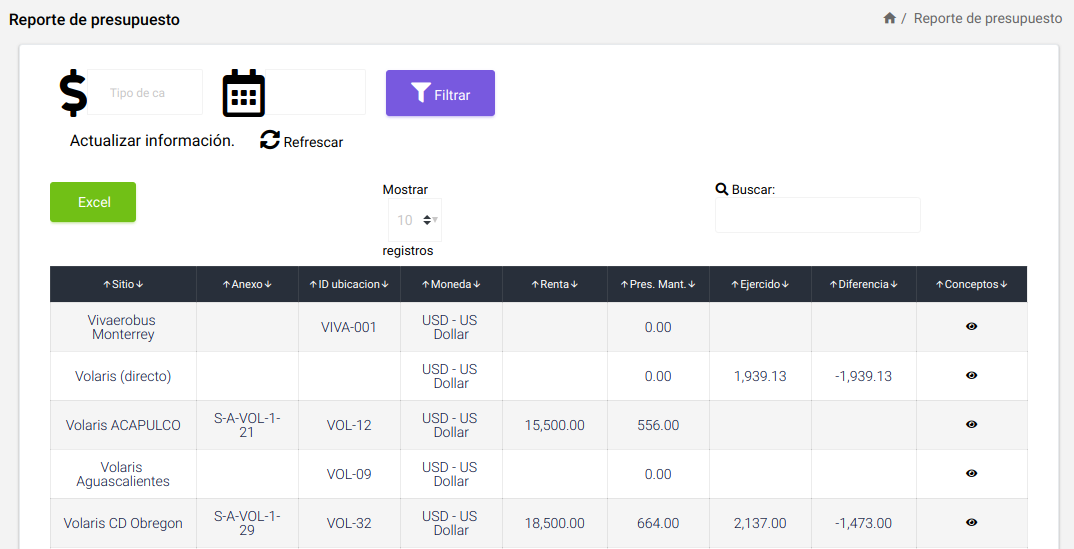 Reporte de presupuesto
/ Reporte de presupuesto
$ Tipo de ca
Filtrar
Actualizar información. Refrescar
Excel
Mostrar
10
registros
Buscar:
↑Sitio↓ ↑Anexo↓ ↑ID ubicacion↓ ↑Moneda↓ ↑Renta↓ ↑Pres. Mant.↓ ↑Ejercido↓ ↑Diferencia↓ ↑Conceptos↓
Vivaerobus Monterrey VIVA-001 USD - US Dollar 0.00
Volaris (directo) USD - US Dollar 0.00 1,939.13 -1,939.13
Volaris ACAPULCO S-A-VOL-1-21 VOL-12 USD - US Dollar 15,500.00 556.00
Volaris Aguascalientes VOL-09 USD - US Dollar 0.00
Volaris CD Obregon S-A-VOL-1-29 VOL-32 USD - US Dollar 18,500.00 664.00 2,137.00 -1,473.00